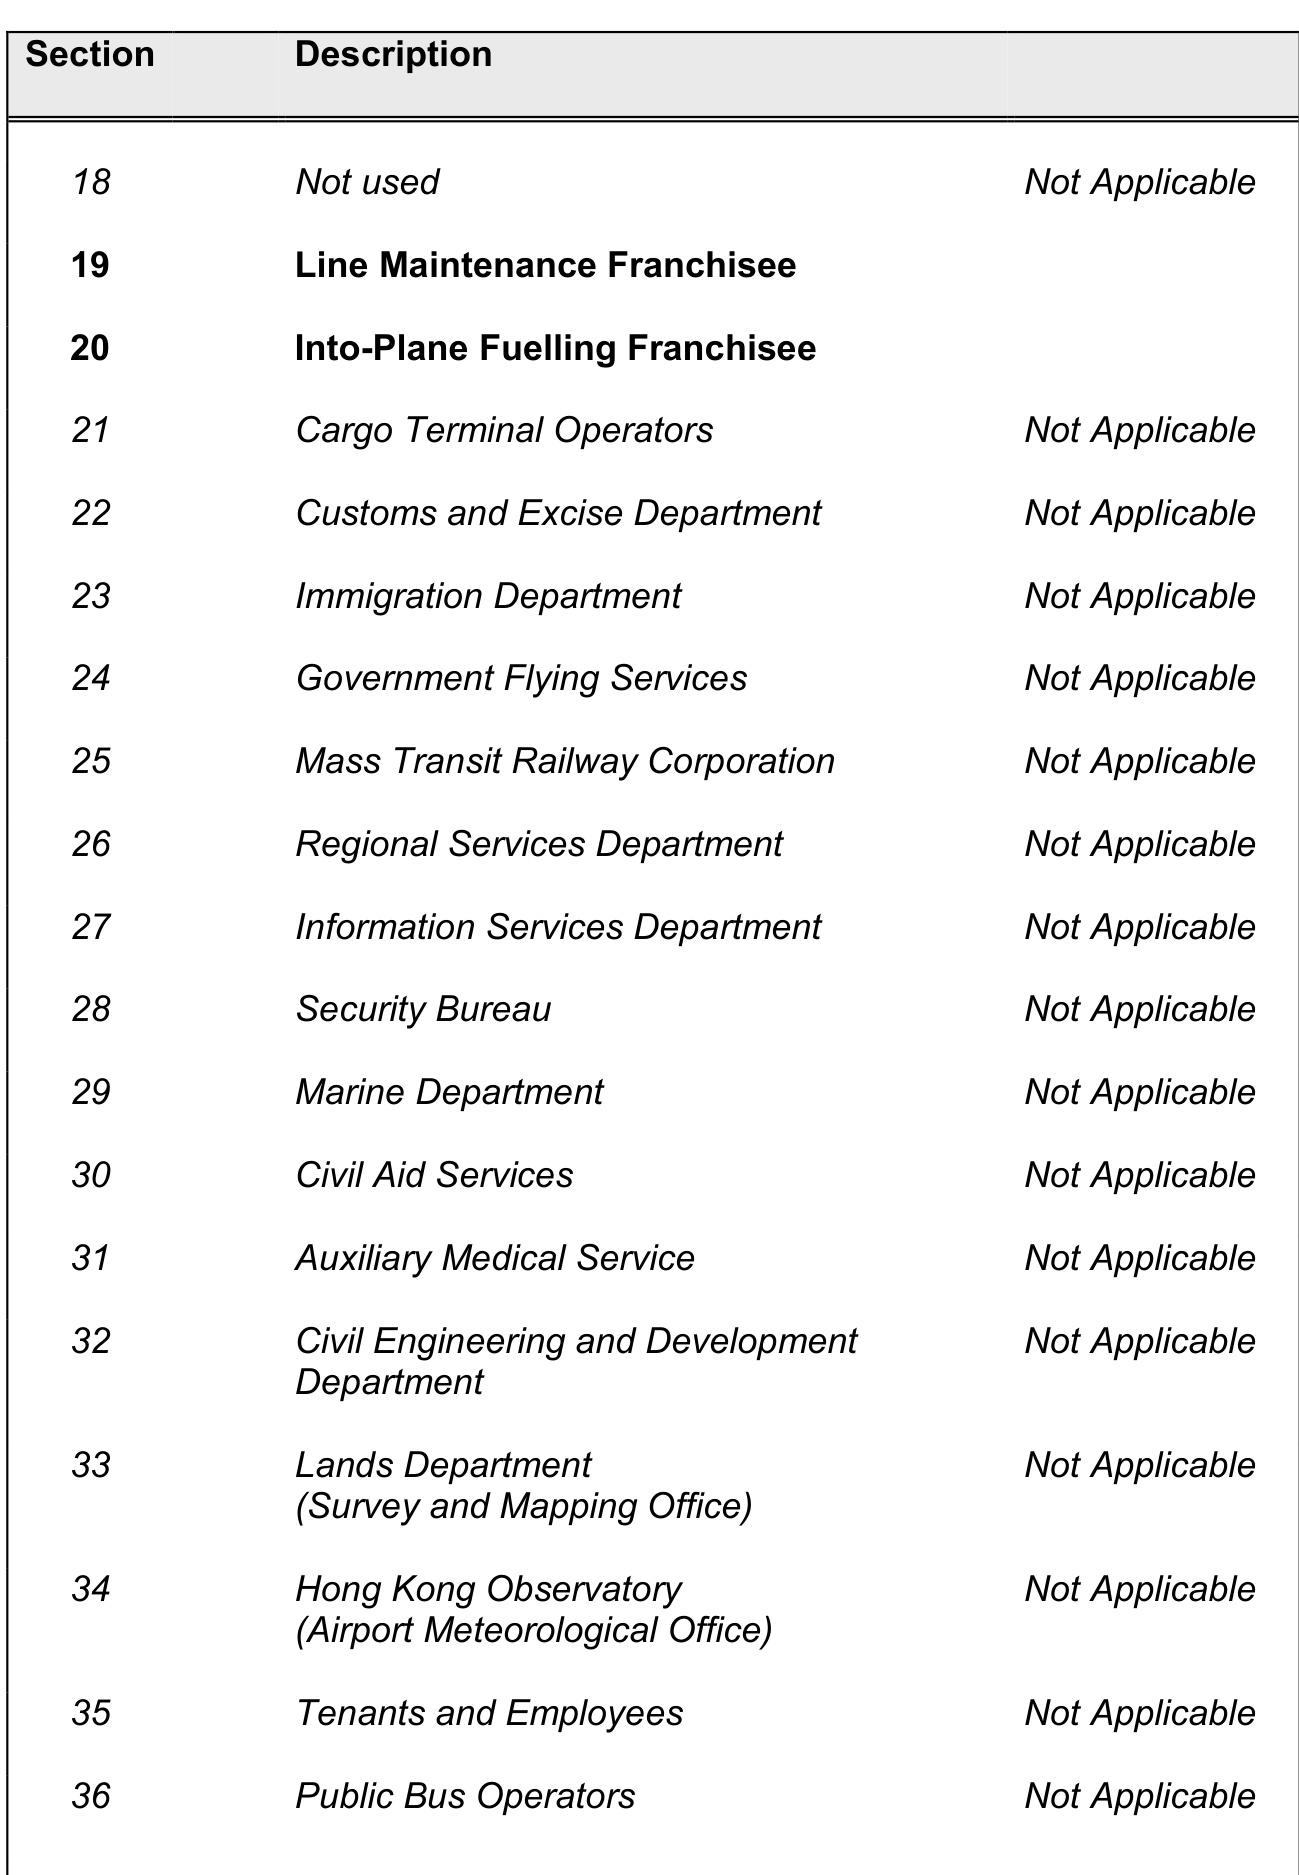 Section Description
18 Not used Not Applicable
19 Line Maintenance Franchisee
20 Into-Plane Fuelling Franchisee
21 Cargo Terminal Operators Not Applicable
22 Customs and Excise Department Not Applicable
23 Immigration Department Not Applicable
24 Government Flying Services Not Applicable
25 Mass Transit Railway Corporation Not Applicable
26 Regional Services Department Not Applicable
27 Information Services Department Not Applicable
28 Security Bureau Not Applicable
29 Marine Department Not Applicable
30 Civil Aid Services Not Applicable
31 Auxiliary Medical Service Not Applicable
32 Civil Engineering and Development Not Applicable
Department
33 Lands Department Not Applicable
(Survey and Mapping Office)
34 Hong Kong Observatory Not Applicable
(Airport Meteorological Office)
35 Tenants and Employees Not Applicable
36 Public Bus Operators Not Applicable